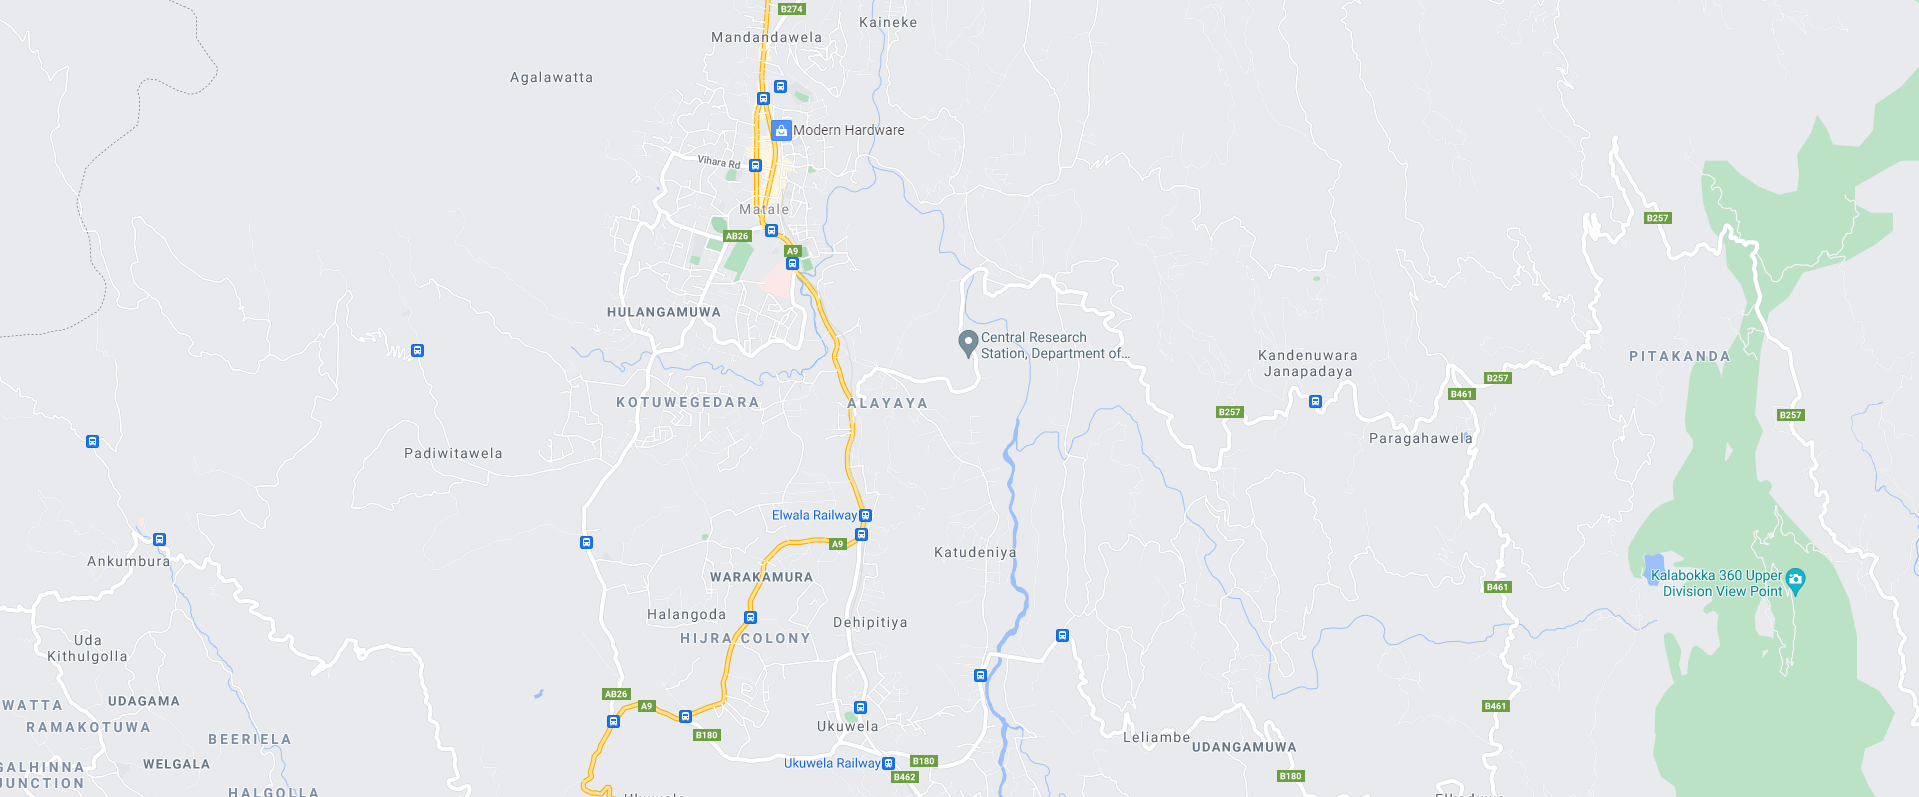 B274
Kaineke
Mandandawela
Agalawatta
Modern Hardware
Vihara Rd
Matale
B257
AB26
A9
HULANGAMUWA
Central Research
Station, Department of...
Kandenuwara
Janapadaya
PITAKANDA
B257
B461
KOTUWEGEDARA
ALAYAYA
B257
B257
Paragahawela
Padiwitawela
Elwala Railway
A9
Katudeniya
Ankumbura
WARAKAMURA
Kalabokka 360 Upper
Division View Point
B461
Halangoda
Dehipitiya
HIJRA COLONY
Uda
Kithulgolla
AB26
UDAGAMA
WATTA
A9
B461
RAMAKOTUWA
Ukuwela
BEERIELA
B180
Leliambe
UDANGAMUWA
WELGALA
GALHINNA
JUNCTION
Ukuwela Railway
B180
B462
B180
HALGOLLA